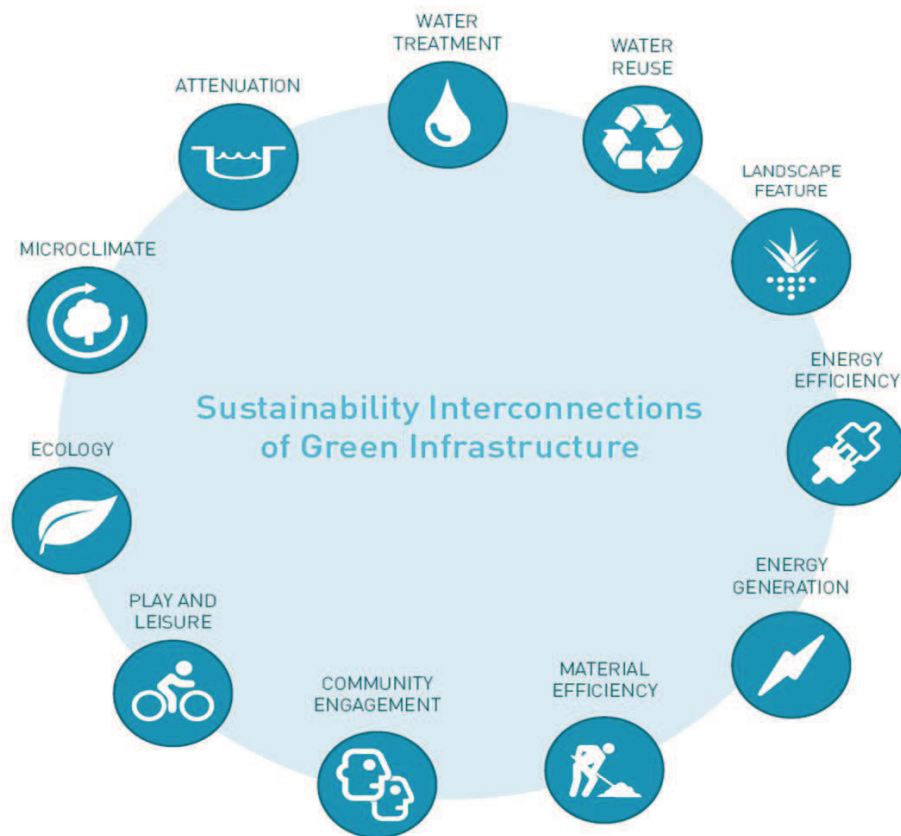 WATER
TREATMENT
WATER
REUSE
ATTENUATION
LANDSCAPE
FEATURE
MICROCLIMATE
ENERGY
EFFICIENCY
Sustainability Interconnections
of Green Infrastructure
ECOLOGY
ENERGY
GENERATION
PLAY AND
LEISURE
MATERIAL
EFFICIENCY
COMMUNITY
ENGAGEMENT